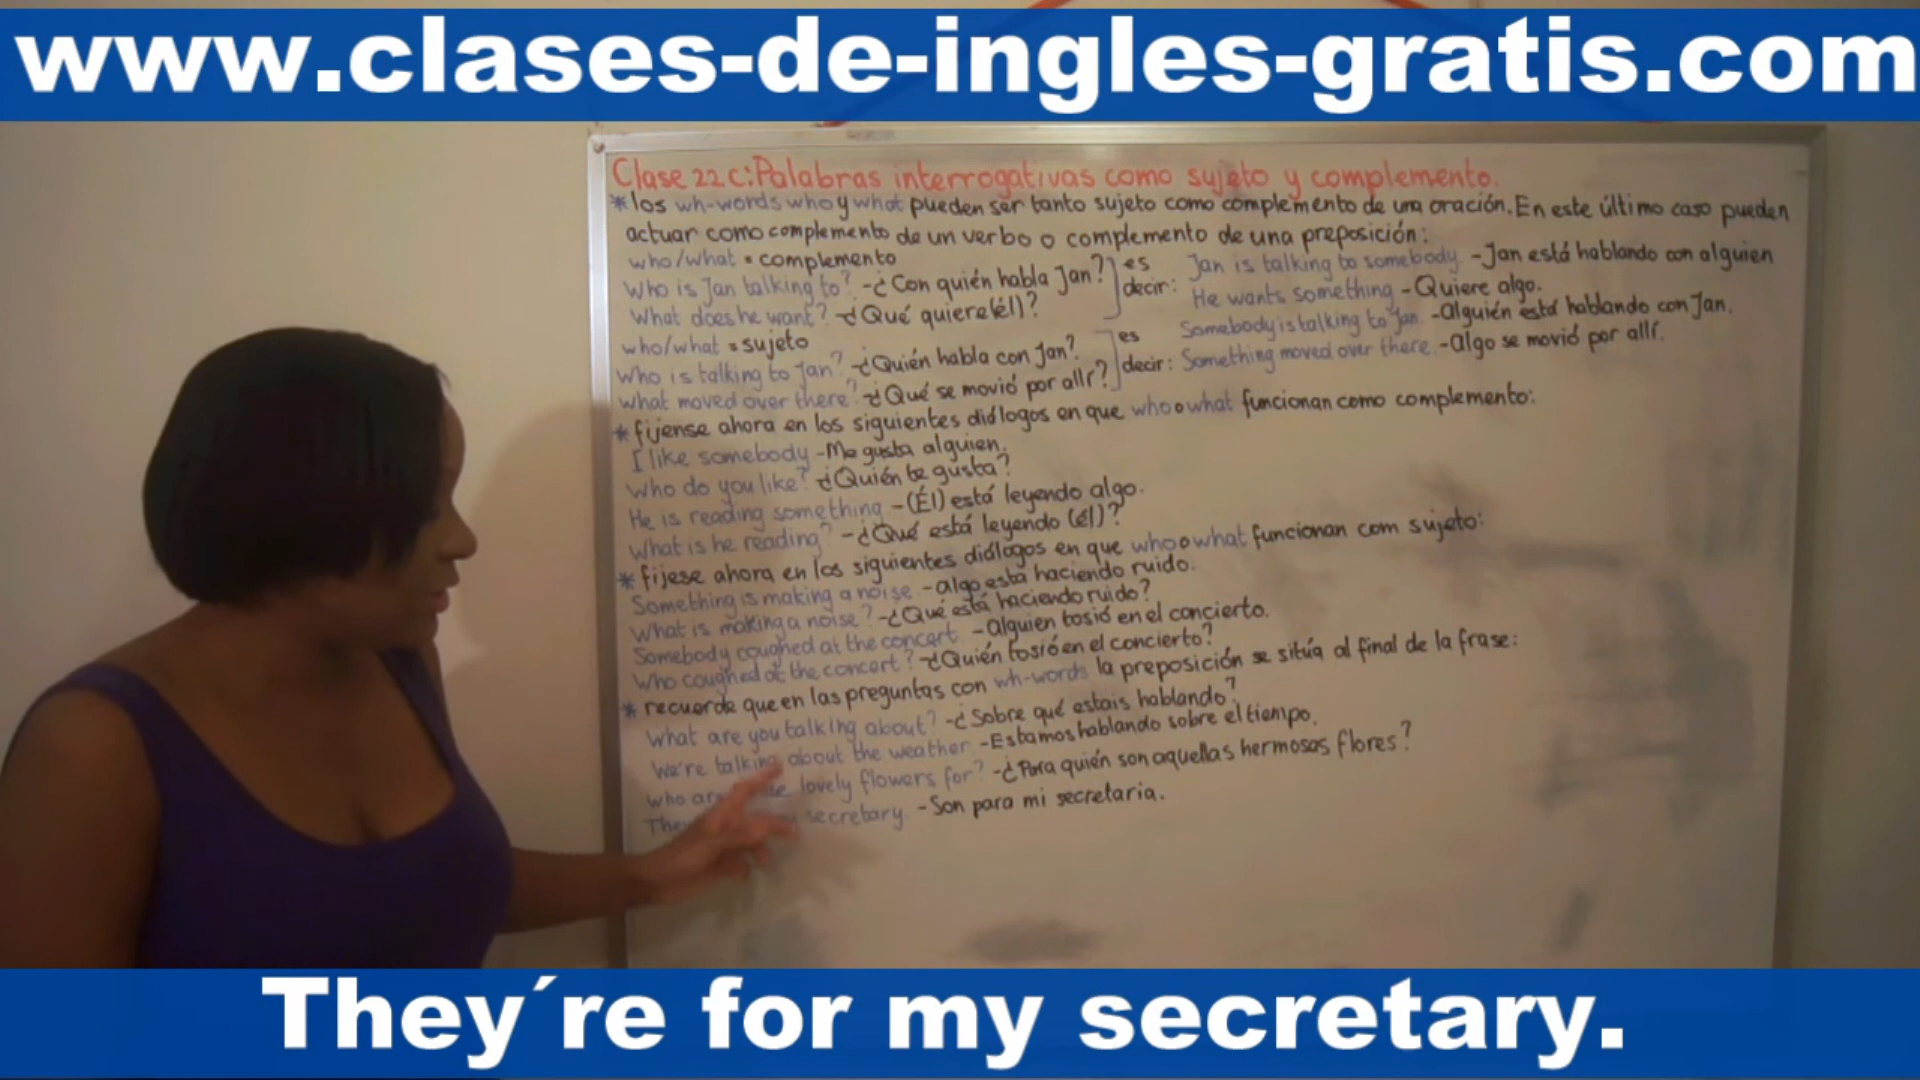 www.clases-de-ingles-gratis.com
Clase 22c: Palabras interrogativas como sujeto y complemento.
*los wh-words who y what pueden ser tanto sujeto como complemento de una oración. En este último caso pueden
actuar como complemento de un verbo o complemento de una preposición:
who/what = complemento
Who is Jan talking to? -¿Con quién habla Jan? ] es decir: Jan is talking to somebody. -Jan está hablando con alguien
What does he want? -¿Qué quiere (él)? He wants something -Quiere algo.
who/what = sujeto
Who is talking to Jan? -¿Quién habla con Jan? ] es decir: Somebody is talking to Jan. -Alguién está hablando con Jan.
What moved over there? -¿Qué se movió por allí? Something moved over there. -Algo se movió por allí.
*fíjense ahora en los siguientes diálogos en que who o what funcionan como complemento:
I like somebody -Me gusta alguien.
Who do you like? -¿Quién te gusta?
He is reading something -(Él) está leyendo algo.
What is he reading? -¿Qué está leyendo (él)?
*fíjese ahora en los siguientes diálogos en que who o what funcionan com sujeto:
Something is making a noise. -algo está haciendo ruido.
What is making a noise? -¿Qué está haciendo ruido?
Somebody coughed at the concert. -Alguien tosió en el concierto.
Who coughed at the concert? -¿Quién tosió en el concierto?
*recuerde que en las preguntas con wh-words la preposición se sitúa al final de la frase:
What are you talking about? -¿Sobre qué estais hablando?
We're talking about the weather. -Estamos hablando sobre el tiempo.
Who are lovely flowers for? -¿Para quién son aquellas hermosas flores?
The secretary. -Son para mi secretaria.
They´re for my secretary.